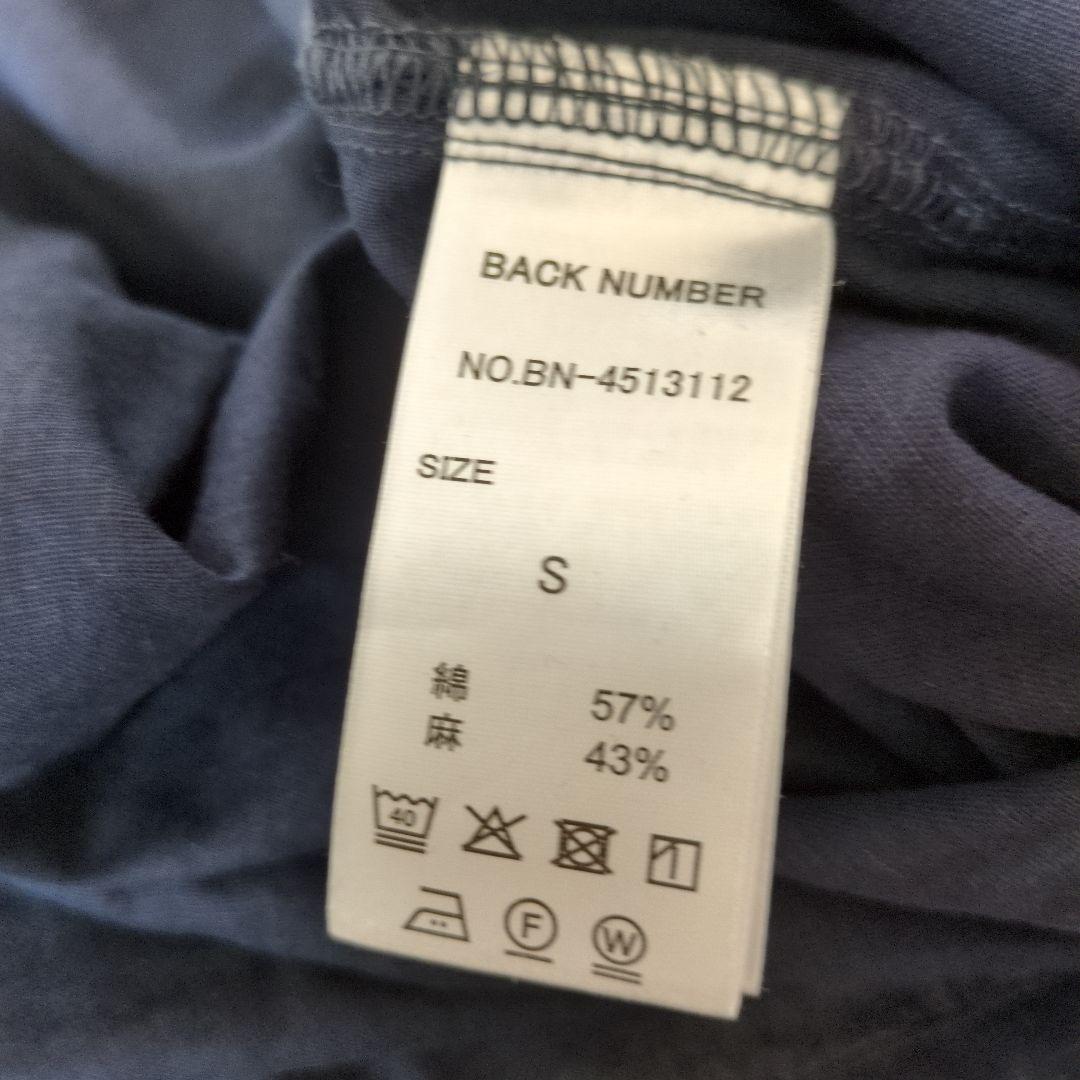 BACK NUMBER
NO.BN-4513112
SIZE
S
綿 57%
麻 43%
40
F W